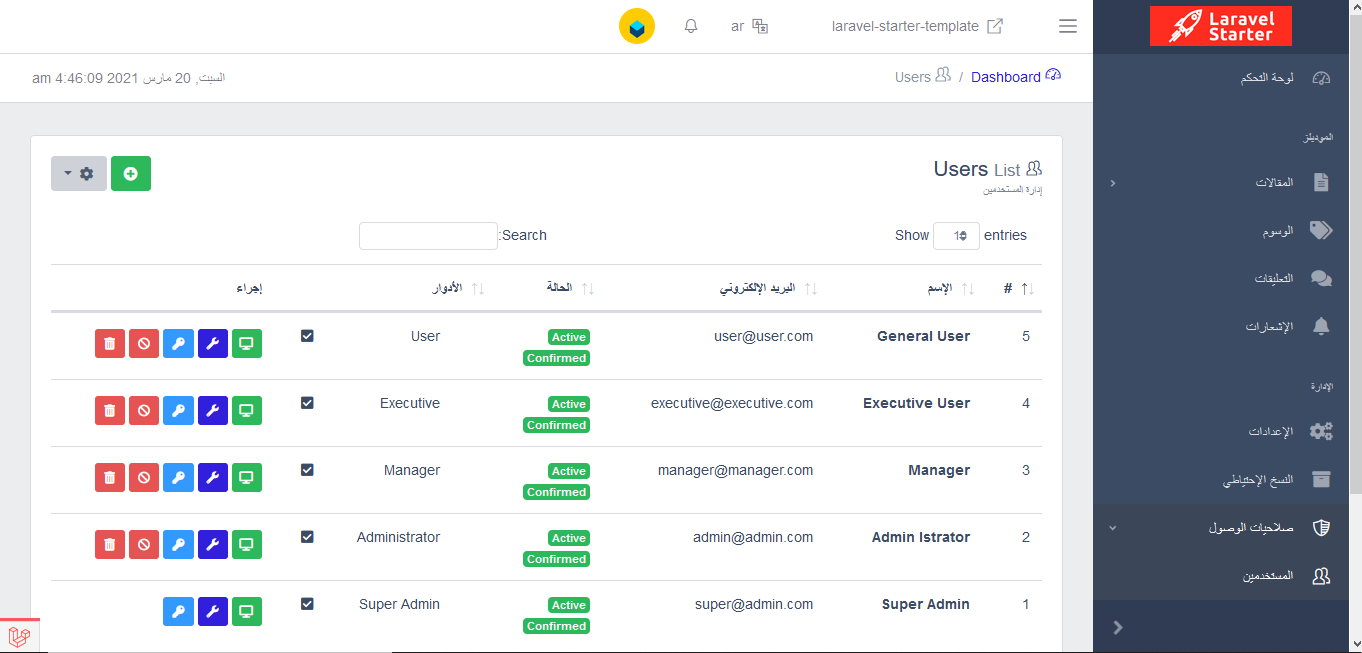 Laravel
Starter
laravel-starter-template
ar
لوحة التحكم
الموديلز
المقالات
الوسوم
التعليقات
الإشعارات
الإدارة
الإعدادات
النسخ الإحتياطي
صلاحيات الوصول
المستخدمين
Dashboard / Users
السبت, 20 مارس 2021 4:46:09 am
Users List
إدارة المستخدمين
Show 10 entries
Search:
# الإسم البريد الإلكتروني الحالة الأدوار إجراء
5 General User user@user.com Active User
Confirmed
4 Executive User executive@executive.com Active Executive
Confirmed
3 Manager manager@manager.com Active Manager
Confirmed
2 Admin Istrator admin@admin.com Active Administrator
Confirmed
1 Super Admin super@admin.com Active Super Admin
Confirmed